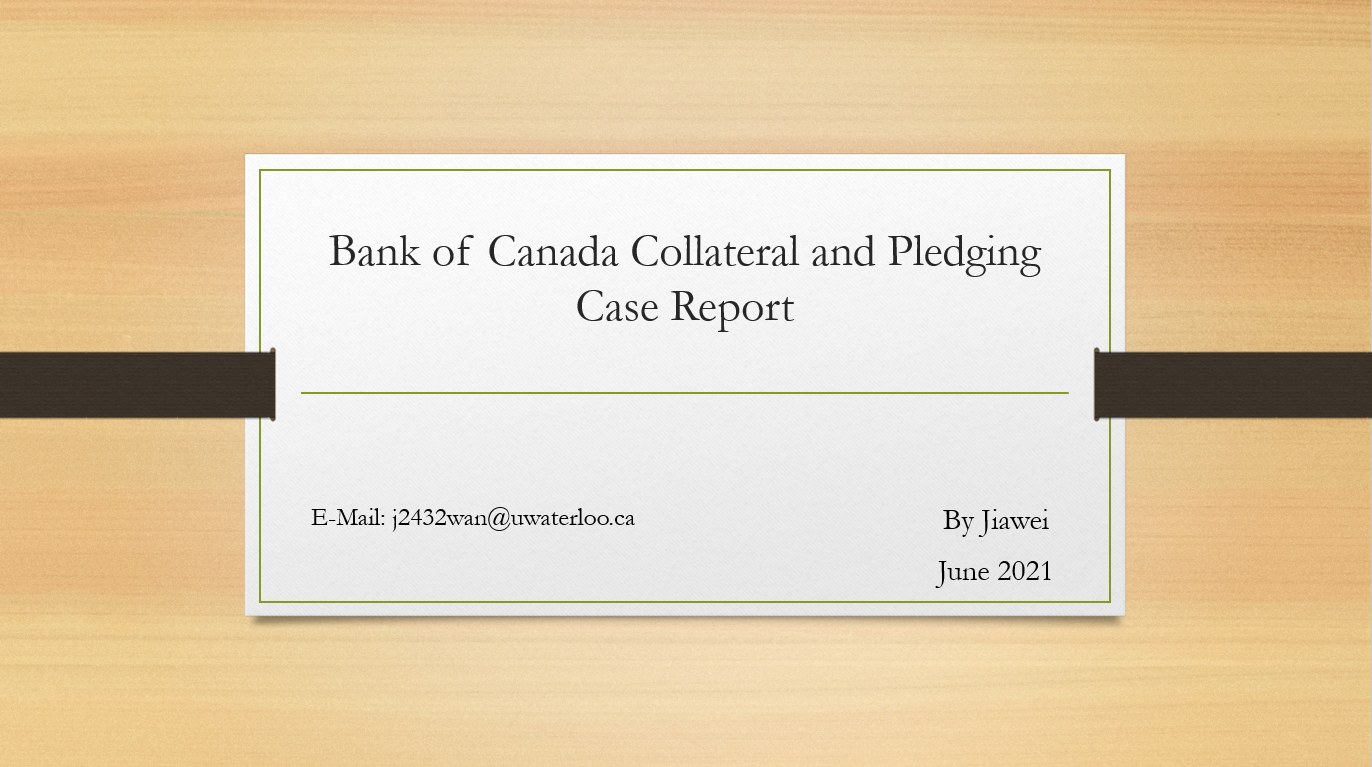 Bank of Canada Collateral and Pledging
Case Report
E-Mail: j2432wan@uwaterloo.ca
By Jiawei
June 2021